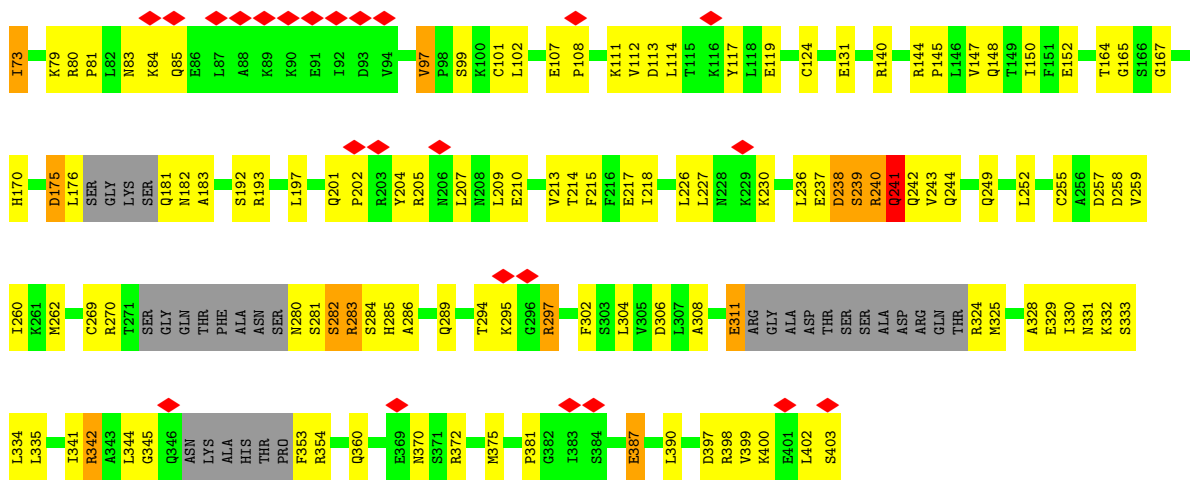 I73 K79 R80 P81 L82 N83 K84 Q85 E86 L87 A88 K89 K90 E91 I92 D93 V94 V97 P98 S99 K100 C101 L102 E107 P108 K111 V112 D113 L114 T115 K116 Y117 L118 E119 C124 E131 R140 R144 P145 L146 V147 Q148 T149 I150 F151 E152 T164 G165 S166 G167
H170 D175 L176 SER GLY LYS SER Q181 N182 A183 S192 R193 L197 Q201 P202 R203 Y204 R205 N206 L207 N208 L209 E210 V213 T214 F215 F216 E217 I218 L226 L227 N228 K229 K230 L236 E237 D238 S239 R240 Q241 Q242 V243 Q244 Q249 L252 C255 A256 D257 D258 V259
I260 K261 M262 C269 R270 T271 SER GLY GLN THR PHE ALA ASN SER N280 S281 S282 R283 S284 H285 A286 Q289 T294 K295 G296 R297 F302 S303 L304 V305 D306 L307 A308 E311 ARG GLY ALA ASP THR SER SER ALA ASP ARG GLN THR R324 M325 A328 E329 I330 N331 K332 S333
L334 L335 I341 R342 A343 L344 G345 Q346 ASN LYS ALA HIS THR PRO F353 R354 Q360 E369 N370 S371 R372 M375 P381 G382 I383 S384 E387 L390 D397 R398 V399 K400 E401 L402 S403